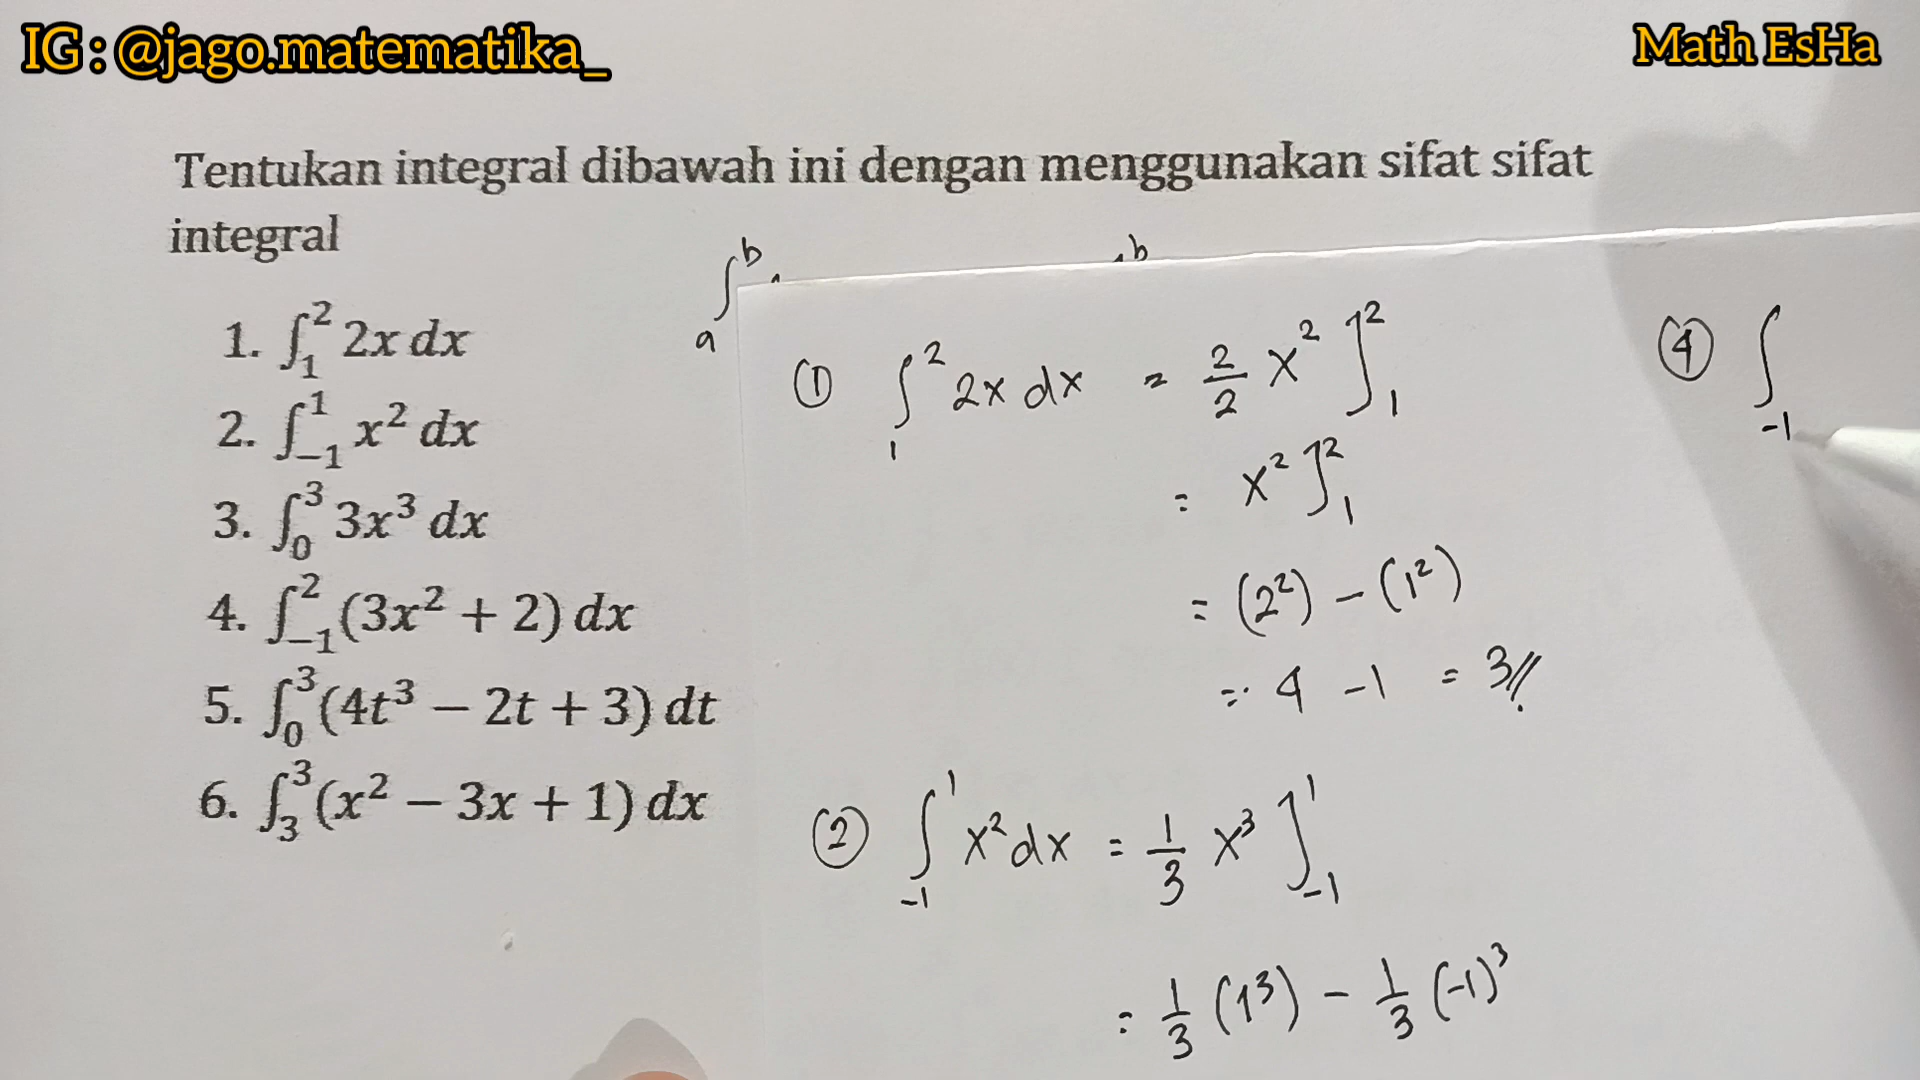 IG : @jago.matematika_
Math EsHa
Tentukan integral dibawah ini dengan menggunakan sifat sifat
integral
1. ∫₁² 2x dx
2. ∫₋₁¹ x² dx
3. ∫₀³ 3x³ dx
4. ∫₋₁² (3x² + 2) dx
5. ∫₀³ (4t³ − 2t + 3) dt
6. ∫₃³ (x² − 3x + 1) dx
∫ₐᵇ
b
① ∫₁² 2x dx = 2/2 x² ]₁²
= x² ]₁²
= (2²) − (1²)
= 4 − 1 = 3//
② ∫₋₁¹ x² dx = 1/3 x³ ]₋₁¹
= 1/3 (1³) − 1/3 (-1)³
④ ∫₋₁